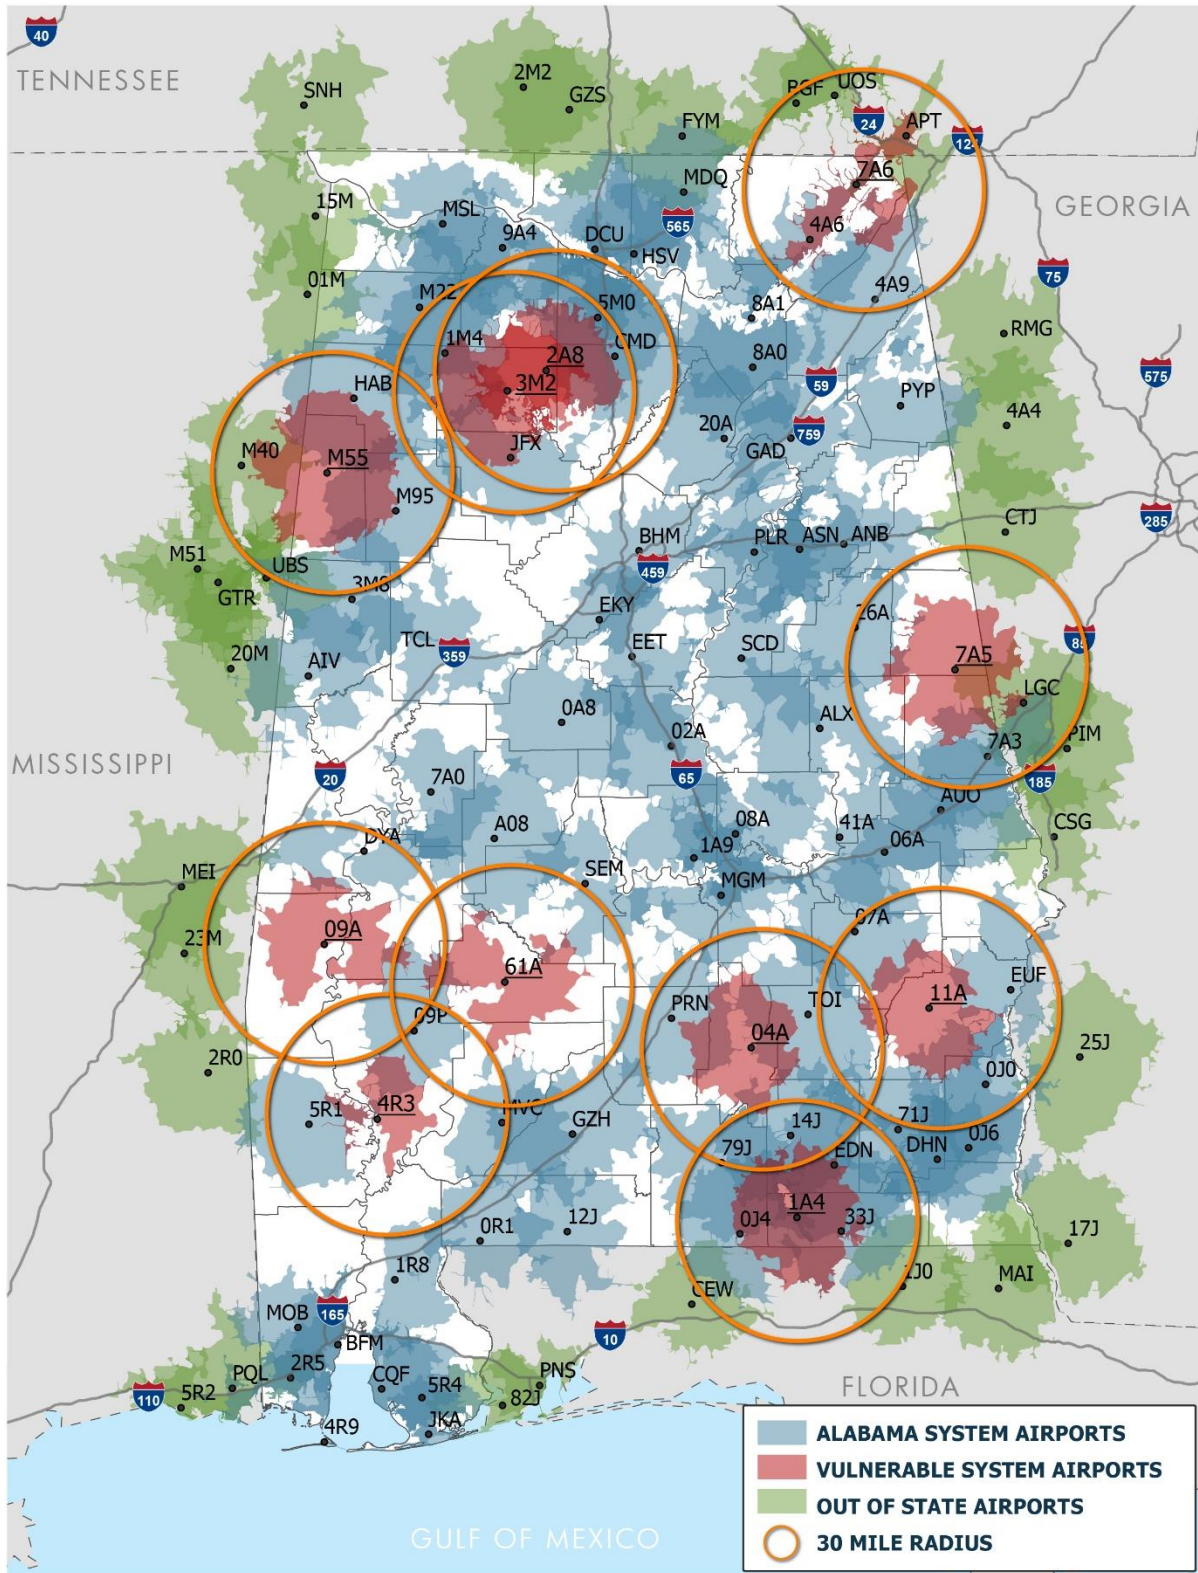 40
TENNESSEE
SNH
2M2
GZS
BGF
UOS
24
FYM
APT
124
7A6
MDQ
15M
MSL
565
GEORGIA
4A6
9A4
DCU
HSV
75
01M
M22
4A9
5M0
8A1
RMG
1M4
CMD
2A8
8A0
575
HAB
3M2
59
PYP
4A4
20A
759
JFX
GAD
M40
M55
M95
285
CTJ
BHM
PLR
ASN
ANB
M51
459
UBS
GTR
3M8
EKY
26A
TCL
359
EET
SCD
85
20M
AIV
7A5
LGC
0A8
ALX
02A
PIM
7A3
MISSISSIPPI
20
7A0
65
185
AUO
A08
08A
41A
CSG
DYA
1A9
06A
MEI
SEM
MGM
09A
07A
23M
61A
EUF
PRN
TOI
11A
09P
04A
25J
2R0
0J0
5R1
4R3
MVC
GZH
14J
71J
79J
EDN
DHN
0J6
1A4
0R1
12J
0J4
33J
17J
1R8
1J0
MAI
CEW
MOB
165
BFM
10
2R5
CQF
PNS
FLORIDA
PQL
110
5R2
5R4
82J
4R9
JKA
ALABAMA SYSTEM AIRPORTS
VULNERABLE SYSTEM AIRPORTS
OUT OF STATE AIRPORTS
30 MILE RADIUS
GULF OF MEXICO